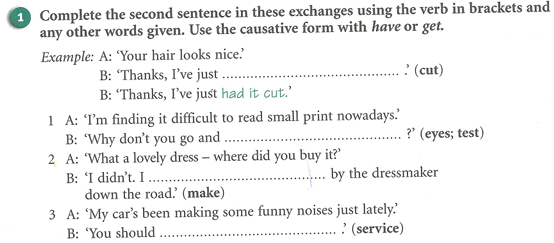 1 Complete the second sentence in these exchanges using the verb in brackets and
any other words given. Use the causative form with have or get.
Example: A: ‘Your hair looks nice.’
B: ‘Thanks, I’ve just ........................................... .’ (cut)
B: ‘Thanks, I’ve just had it cut.’
1 A: ‘I’m finding it difficult to read small print nowadays.’
B: ‘Why don’t you go and ........................................... ?’ (eyes; test)
2 A: ‘What a lovely dress – where did you buy it?’
B: ‘I didn’t. I ........................................... by the dressmaker
down the road.’ (make)
3 A: ‘My car’s been making some funny noises just lately.’
B: ‘You should ........................................... .’ (service)